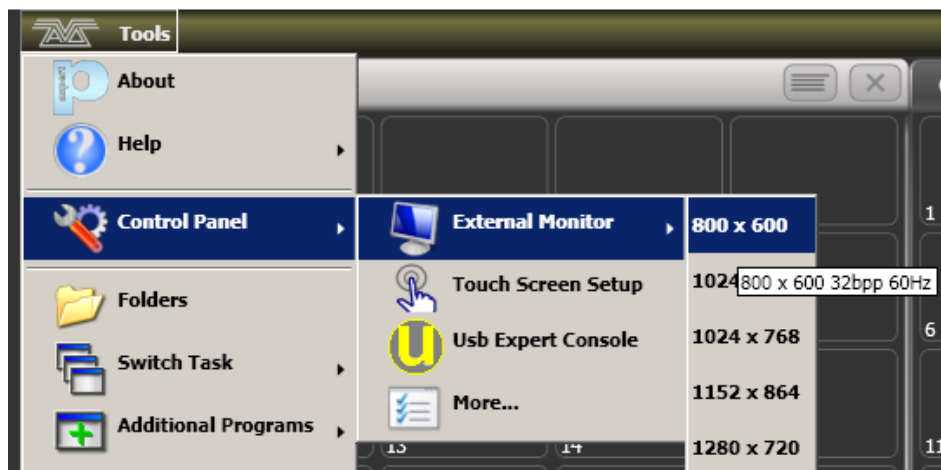 Tools
About
Help
Control Panel
Folders
Switch Task
Additional Programs
External Monitor
Touch Screen Setup
Usb Expert Console
More...
800 x 600
1024
800 x 600 32bpp 60Hz
1024 x 768
1152 x 864
1280 x 720
1
6
11
13
14